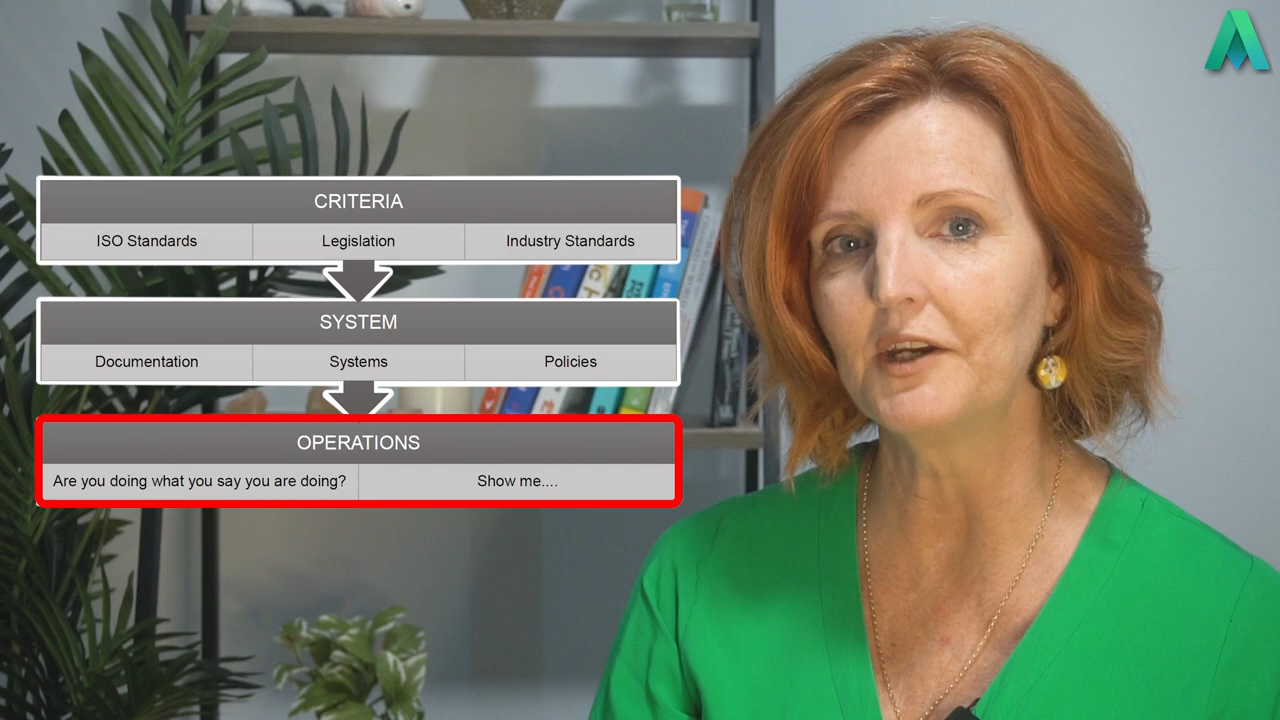 CRITERIA
ISO Standards Legislation Industry Standards
SYSTEM
Documentation Systems Policies
OPERATIONS
Are you doing what you say you are doing? Show me....